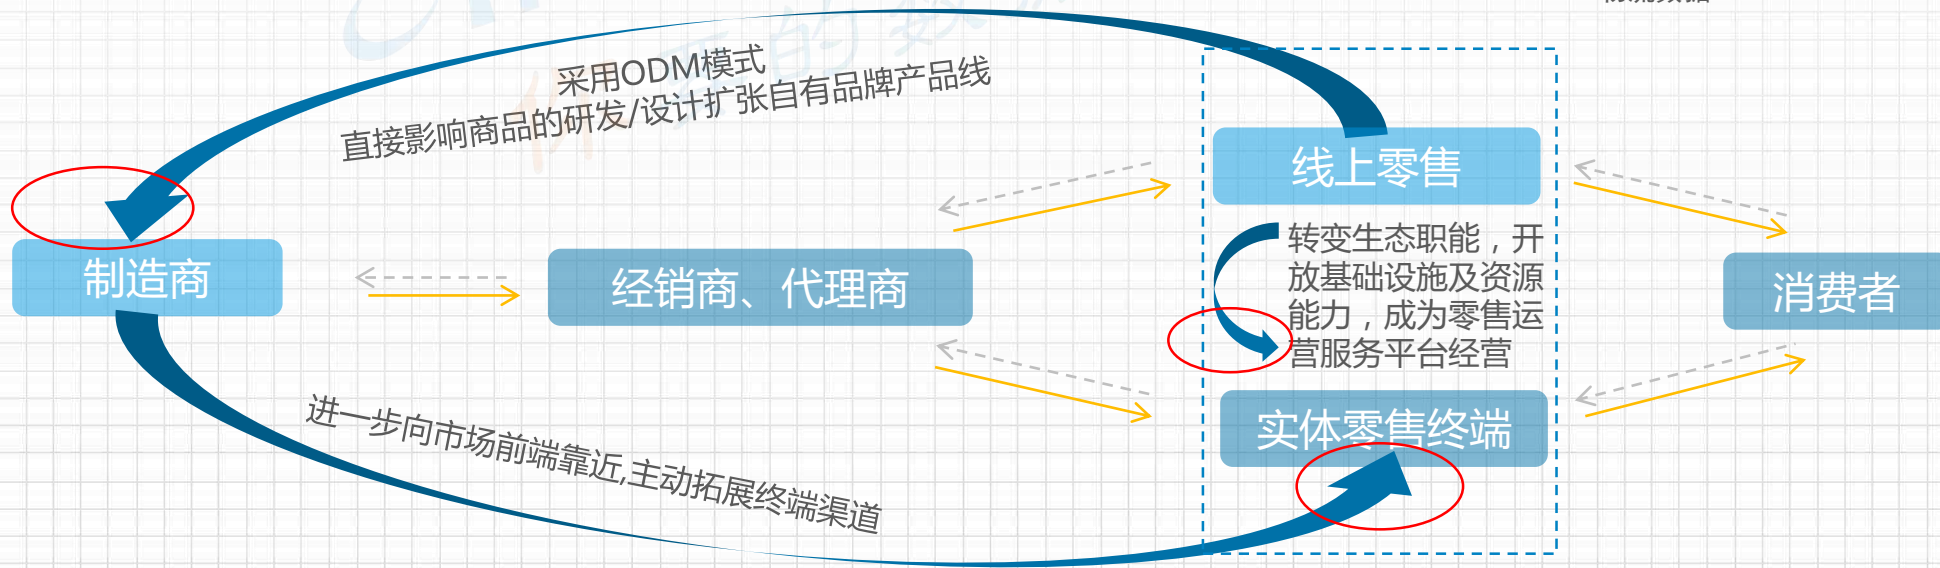 采用ODM模式
直接影响商品的研发/设计扩张自有品牌产品线
线上零售
转变生态职能，开
放基础设施及资源
能力，成为零售运
营服务平台经营
制造商
经销商、代理商
消费者
实体零售终端
进一步向市场前端靠近,主动拓展终端渠道